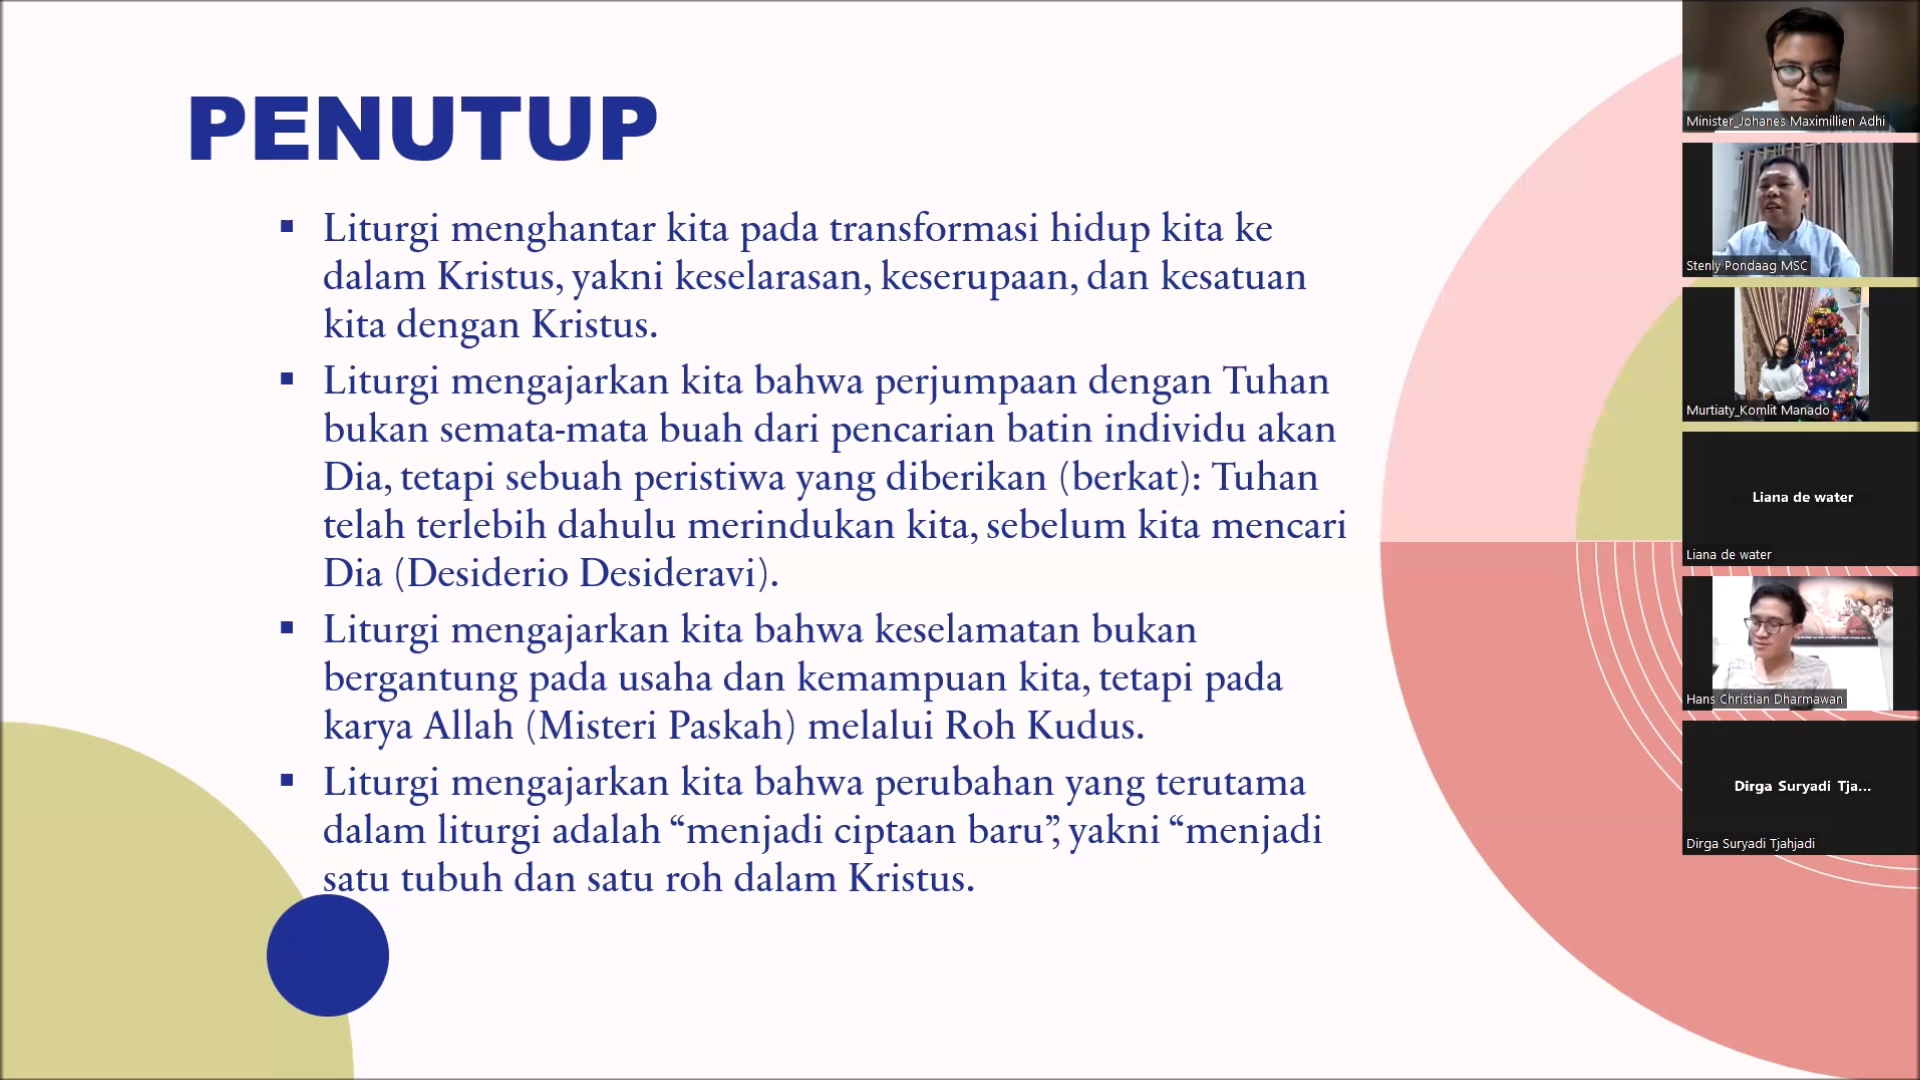 PENUTUP
▪ Liturgi menghantar kita pada transformasi hidup kita ke
dalam Kristus, yakni keselarasan, keserupaan, dan kesatuan
kita dengan Kristus.
▪ Liturgi mengajarkan kita bahwa perjumpaan dengan Tuhan
bukan semata-mata buah dari pencarian batin individu akan
Dia, tetapi sebuah peristiwa yang diberikan (berkat): Tuhan
telah terlebih dahulu merindukan kita, sebelum kita mencari
Dia (Desiderio Desideravi).
▪ Liturgi mengajarkan kita bahwa keselamatan bukan
bergantung pada usaha dan kemampuan kita, tetapi pada
karya Allah (Misteri Paskah) melalui Roh Kudus.
▪ Liturgi mengajarkan kita bahwa perubahan yang terutama
dalam liturgi adalah “menjadi ciptaan baru”, yakni “menjadi
satu tubuh dan satu roh dalam Kristus.
Minister_Johanes Maximillien Adhi
Stenly Pondaag MSC
Murtiaty_Komlit Manado
Liana de water
Liana de water
Hans Christian Dharmawan
Dirga Suryadi Tja...
Dirga Suryadi Tjahjadi